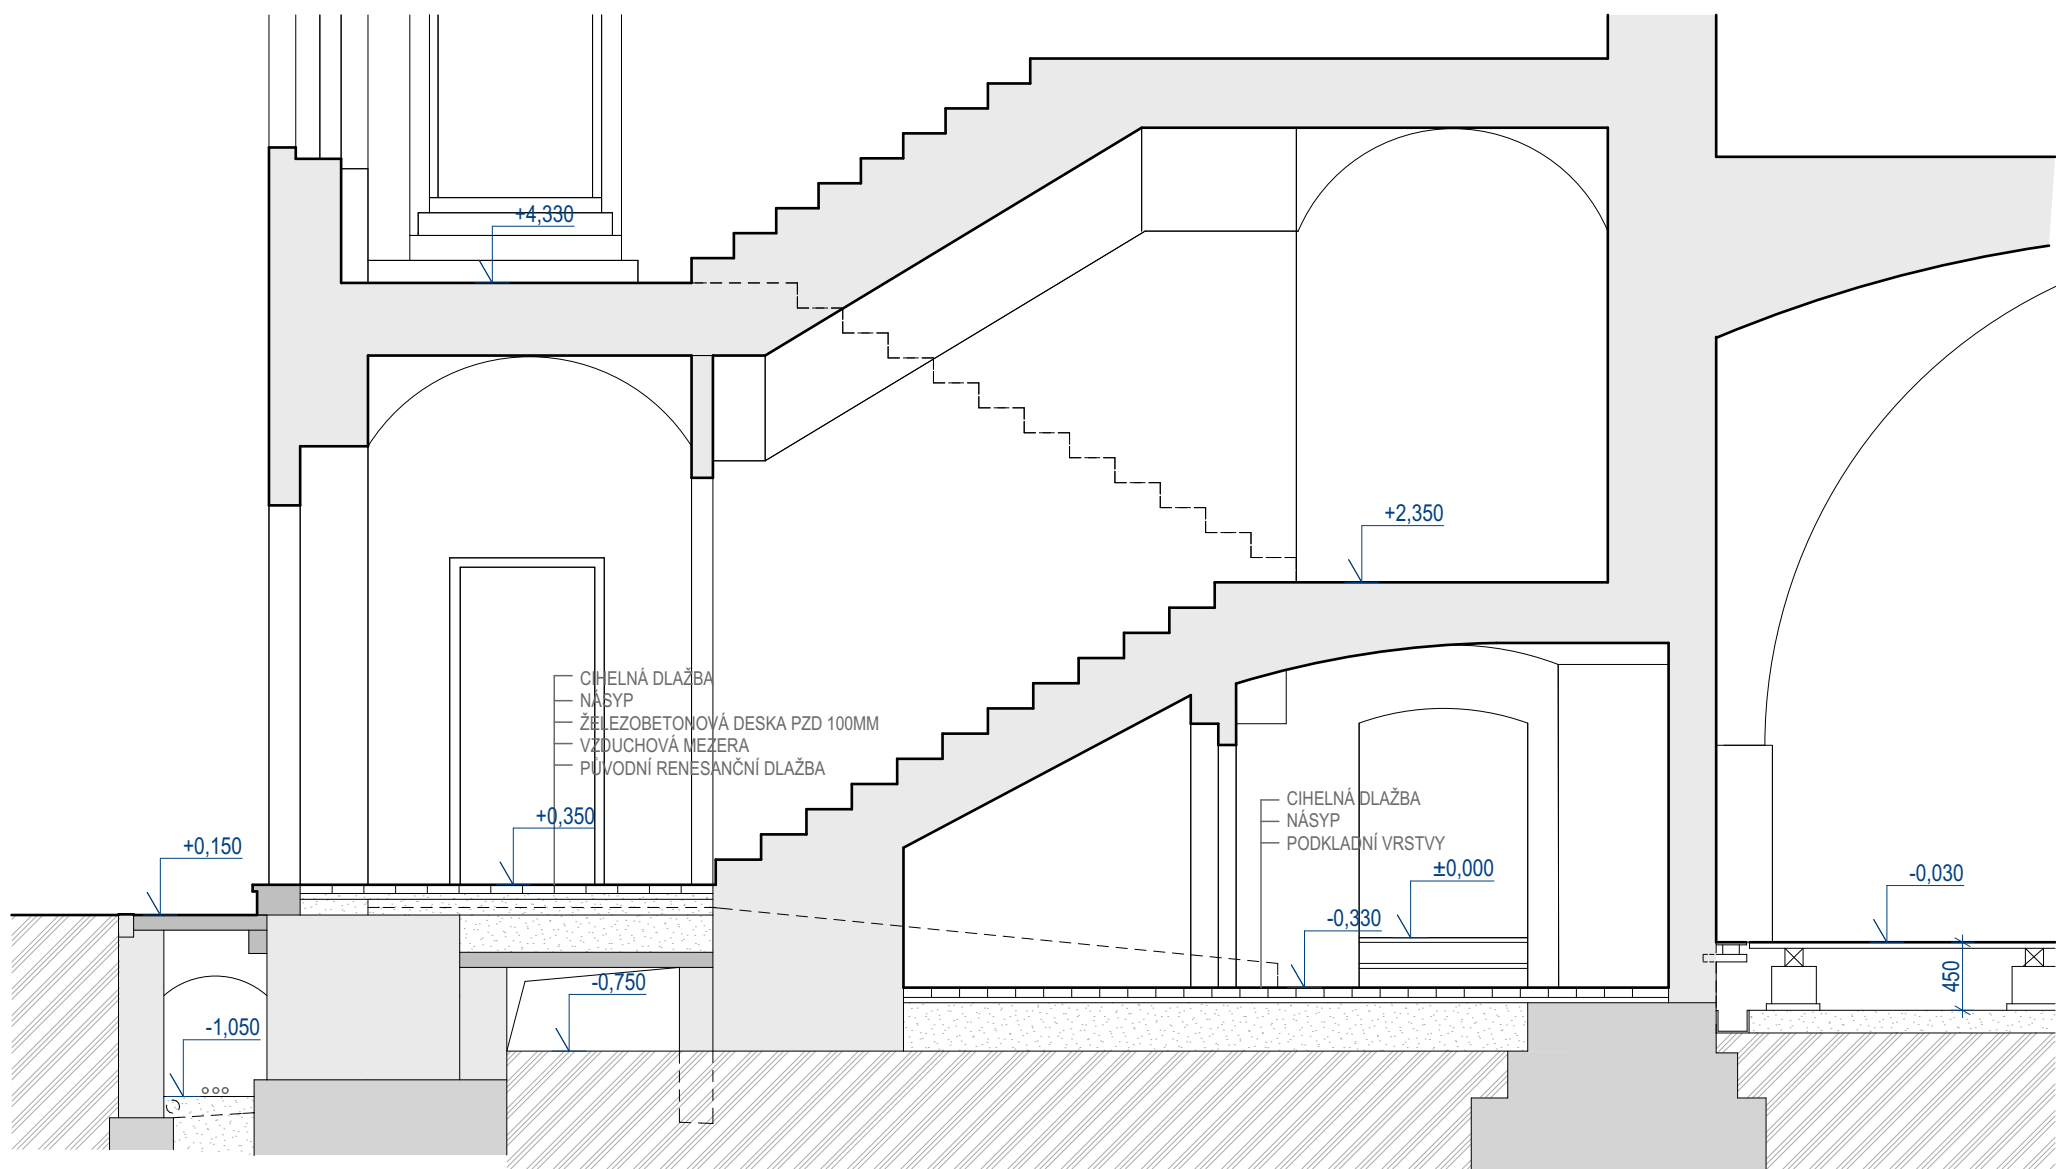 +4,330
+2,350
CIHELNÁ DLAŽBA
NÁSYP
ŽELEZOBETONOVÁ DESKA PZD 100MM
VZDUCHOVÁ MEZERA
PŮVODNÍ RENESANČNÍ DLAŽBA
CIHELNÁ DLAŽBA
NÁSYP
PODKLADNÍ VRSTVY
+0,350
+0,150
±0,000
-0,030
-0,330
-0,750
450
-1,050